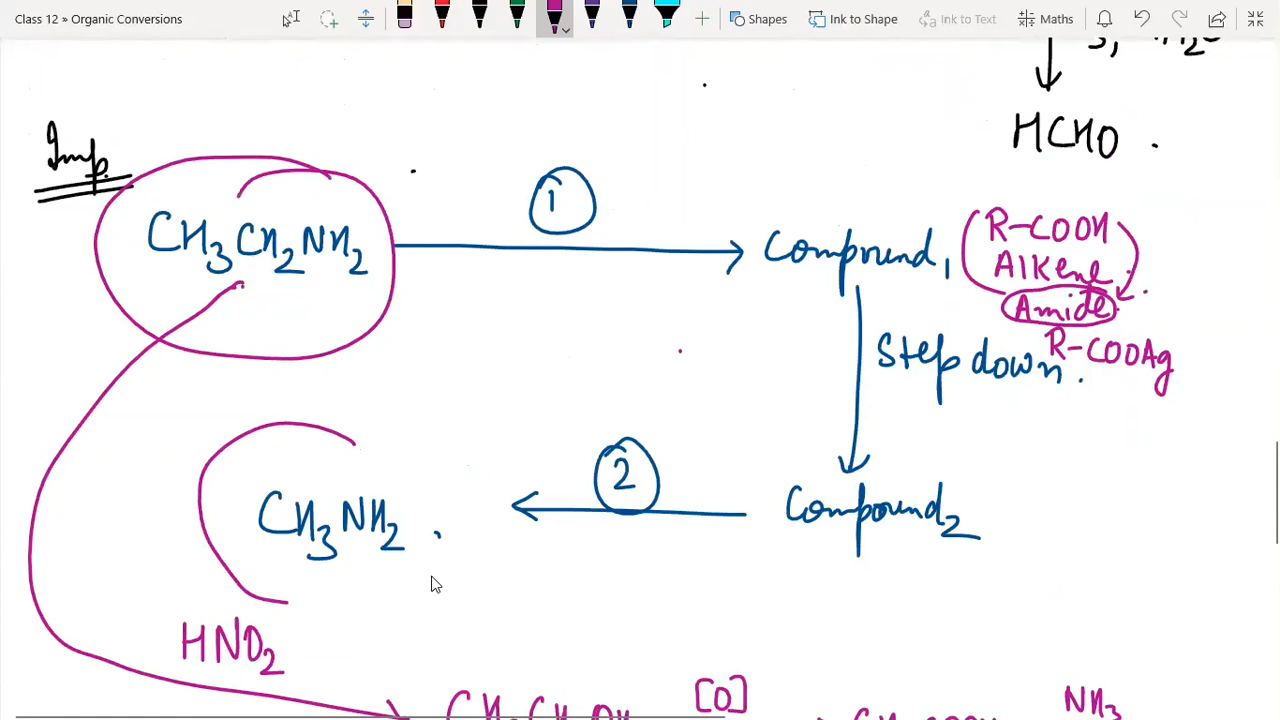 Class 12 » Organic Conversions
Shapes
Ink to Shape
Ink to Text
Maths
HCHO .
Imp.
CH3CH2NH2
1
Compound1
R-COOH
Alkene
Amide
R-COOAg
Step down.
CH3NH2 .
2
Compound2
HNO2
[O]
NH3